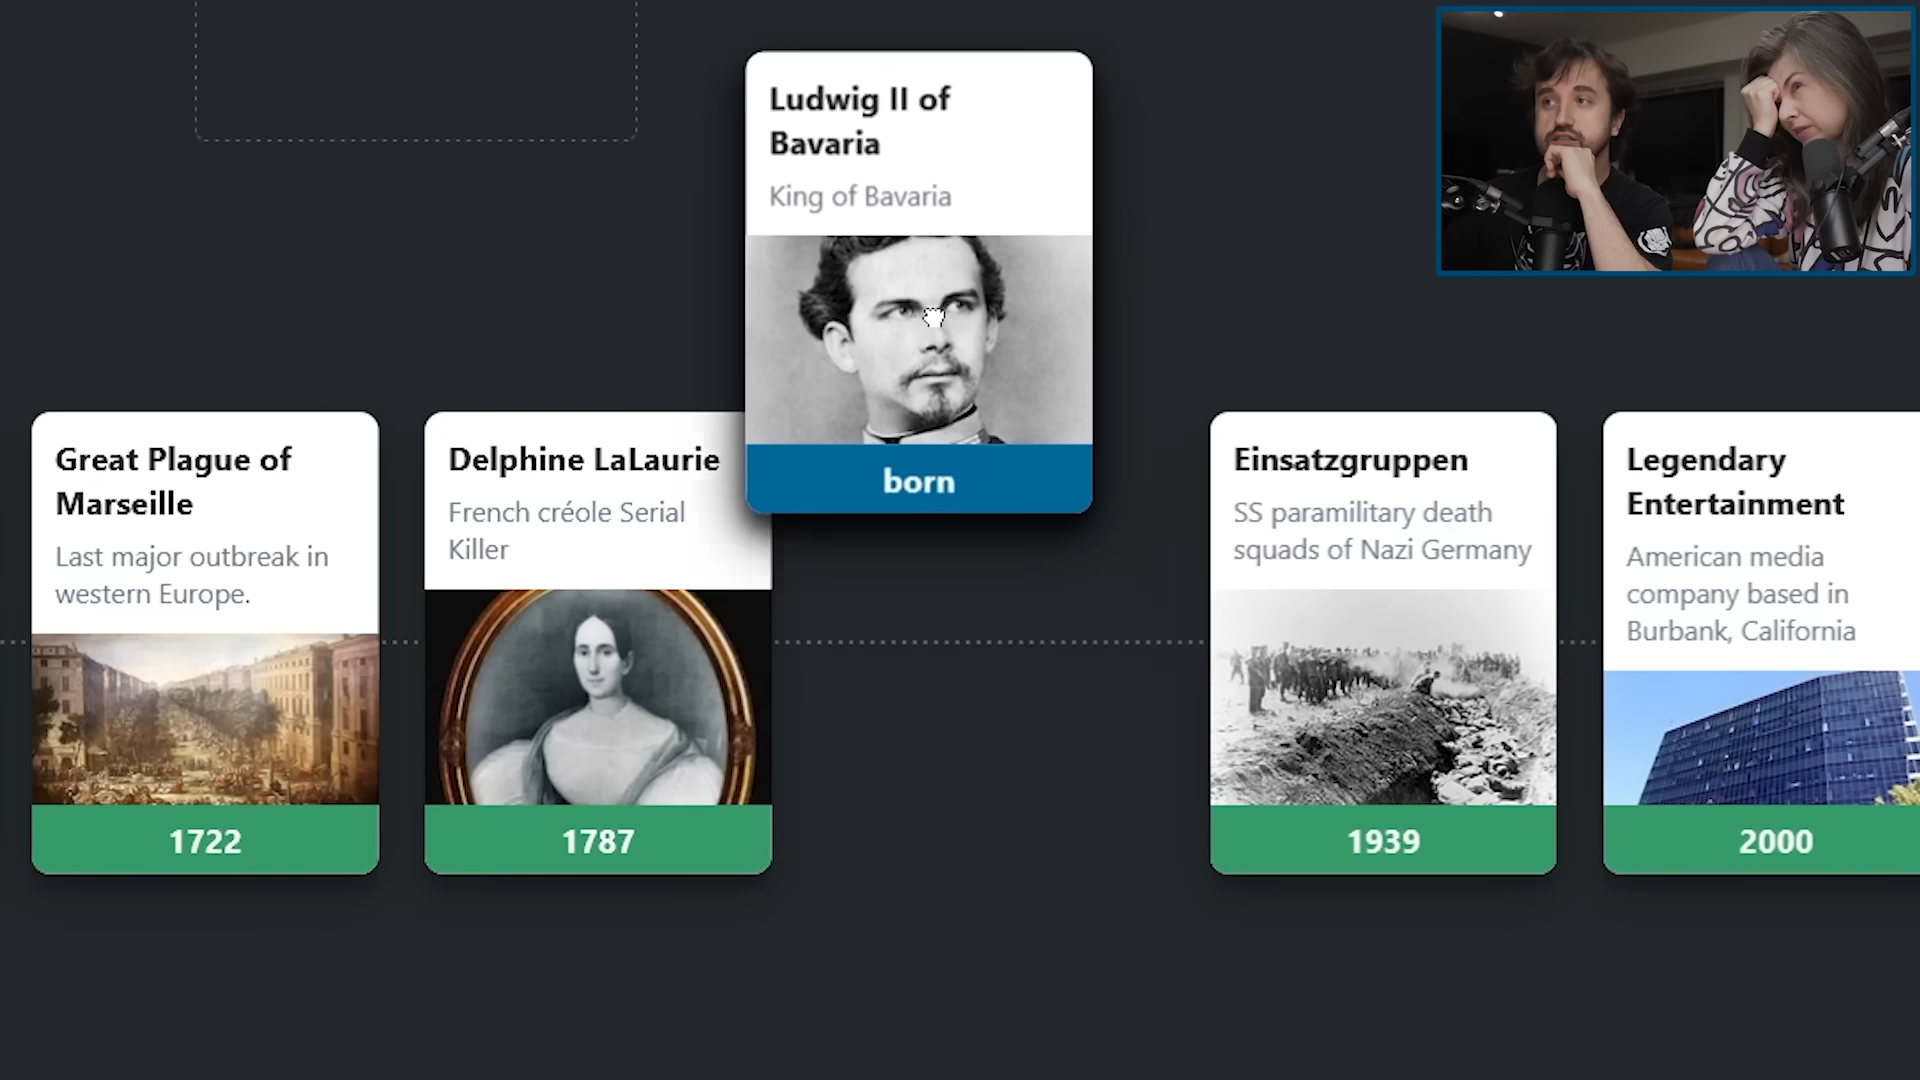 Ludwig II of
Bavaria
King of Bavaria
born
Great Plague of
Marseille
Last major outbreak in
western Europe.
1722
Delphine LaLaurie
French créole Serial
Killer
1787
Einsatzgruppen
SS paramilitary death
squads of Nazi Germany
1939
Legendary
Entertainment
American media
company based in
Burbank, California
2000